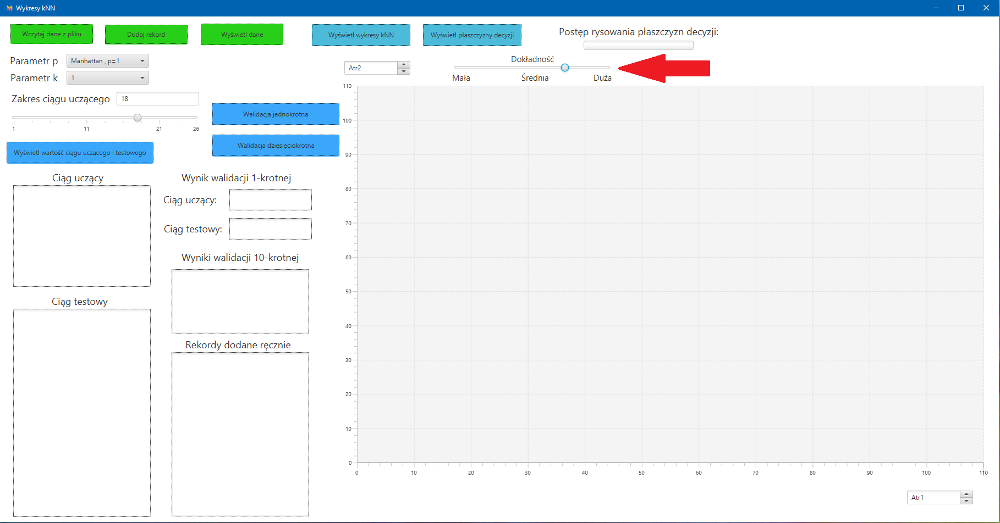 Wykresy kNN
Wczytaj dane z pliku
Dodaj rekord
Wyświetl dane
Wyświetl wykresy kNN
Wyświetl płaszczyzny decyzji
Postęp rysowania płaszczyzn decyzji:
Parametr p
Manhattan , p=1
Parametr k
1
Zakres ciągu uczącego
18
1 11 21 26
Walidacja jednokrotna
Walidacja dziesięciokrotna
Wyświetl wartość ciągu uczącego i testowego
Ciąg uczący
Wynik walidacji 1-krotnej
Ciąg uczący:
Ciąg testowy:
Wyniki walidacji 10-krotnej
Ciąg testowy
Rekordy dodane ręcznie
Atr2
Dokładność
Mała Średnia Duża
110
100
90
80
70
60
50
40
30
20
10
0
0 10 20 30 40 50 60 70 80 90 100 110
Atr1